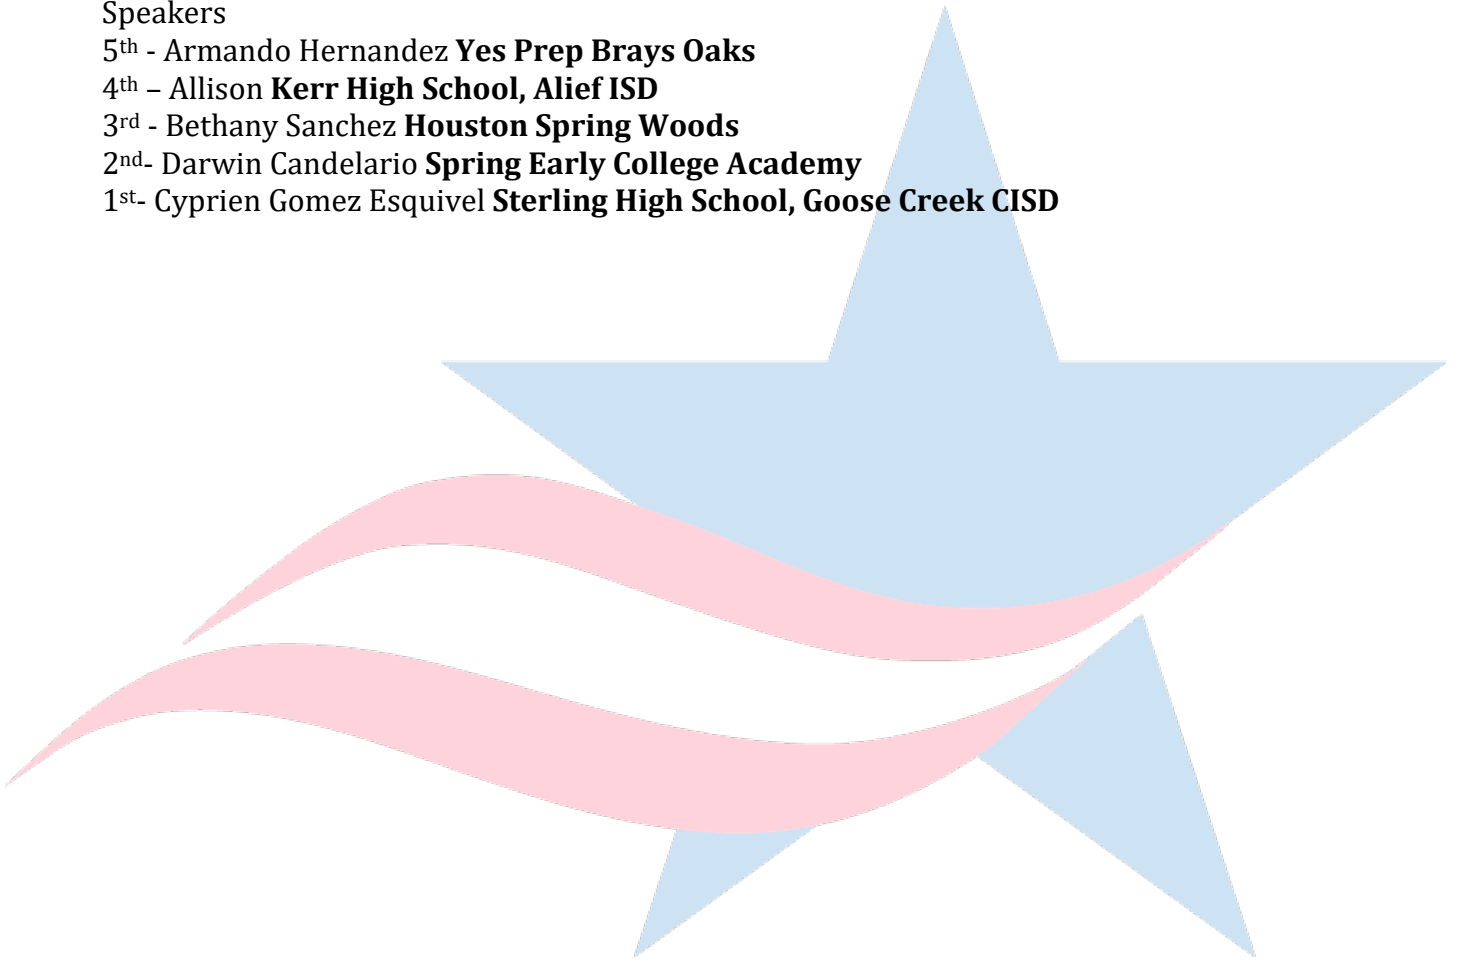 Speakers
5th - Armando Hernandez Yes Prep Brays Oaks
4th – Allison Kerr High School, Alief ISD
3rd - Bethany Sanchez Houston Spring Woods
2nd- Darwin Candelario Spring Early College Academy
1st- Cyprien Gomez Esquivel Sterling High School, Goose Creek CISD